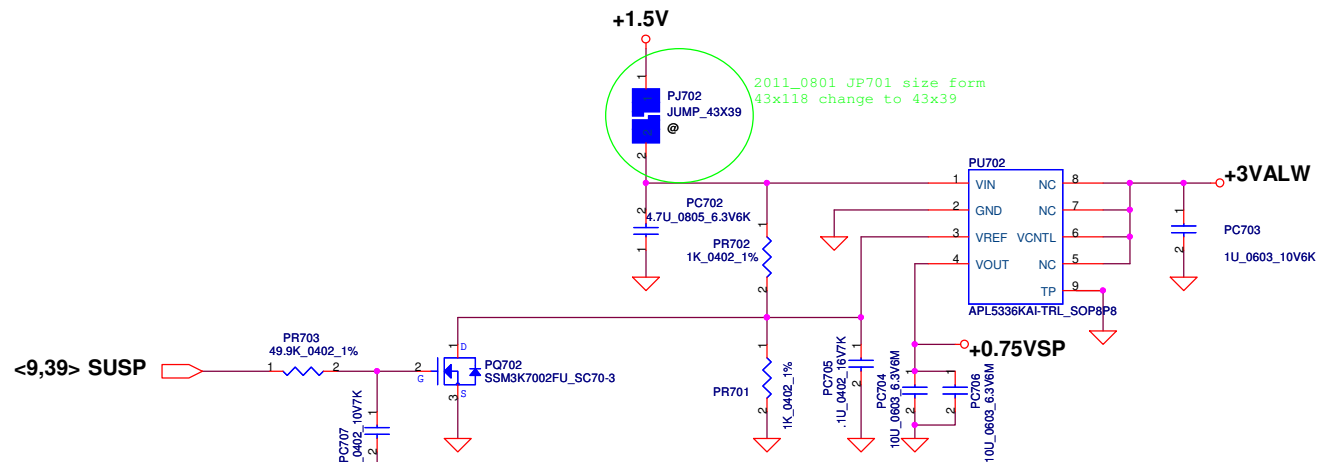 +1.5V
1
1
PJ702
JUMP_43X39
@
2
2
2011_0801 JP701 size form
43x118 change to 43x39
PU702
1
VIN
NC
8
2
GND
NC
7
3
VREF
VCNTL
6
4
VOUT
NC
5
TP
9
APL5336KAI-TRL_SOP8P8
+3VALW
1
2
PC703
1U_0603_10V6K
2
1
PC702
4.7U_0805_6.3V6K
1
2
PR702
1K_0402_1%
<9,39> SUSP
PR703
49.9K_0402_1%
1
2
2
G
1
D
3
S
PQ702
SSM3K7002FU_SC70-3
1
2
PC707
_0402_10V7K
1
2
PR701
1K_0402_1%
1
2
PC705
.1U_0402_16V7K
+0.75VSP
1
2
PC704
10U_0603_6.3V6M
1
2
PC706
10U_0603_6.3V6M